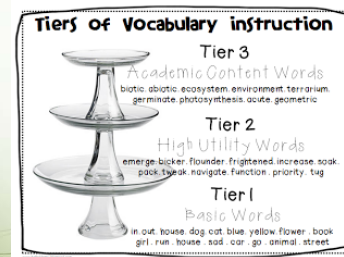 Tiers of Vocabulary instruction
Tier 3
Academic Content Words
biotic. abiotic. ecosystem. environment. terrarium.
germinate. photosynthesis. acute. geometric
Tier 2
High Utility Words
emerge. bicker. flounder. frightened. increase. soak.
pack. tweak. navigate. function . priority . tug
Tier 1
Basic Words
in. out. house. dog. cat. blue. yellow. flower . book
girl . run . house . sad . car . go . animal . street